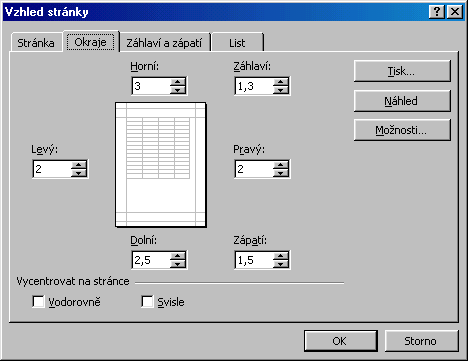 Vzhled stránky
Stránka Okraje Záhlaví a zápatí List
Horní: Záhlaví:
3 1,3 Tisk...
Náhled
Možnosti...
Levý: Pravý:
2 2
Dolní: Zápatí:
2,5 1,5
Vycentrovat na stránce
Vodorovně Svisle
OK Storno